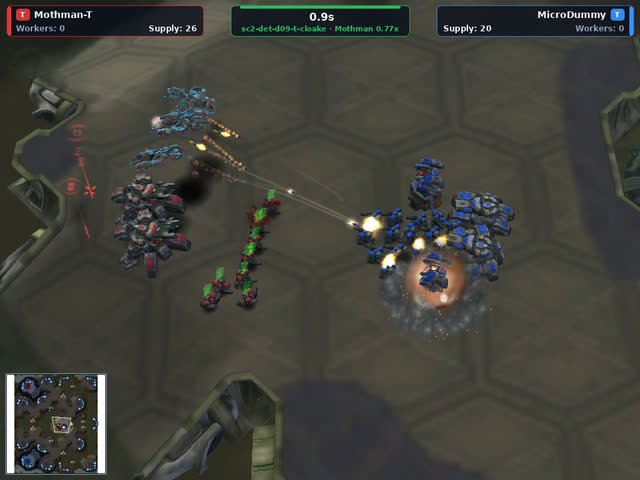 T Mothman-T
Workers: 0 Supply: 26
0.9s
sc2-det-d09-t-cloake · Mothman 0.77x
MicroDummy T
Supply: 20 Workers: 0